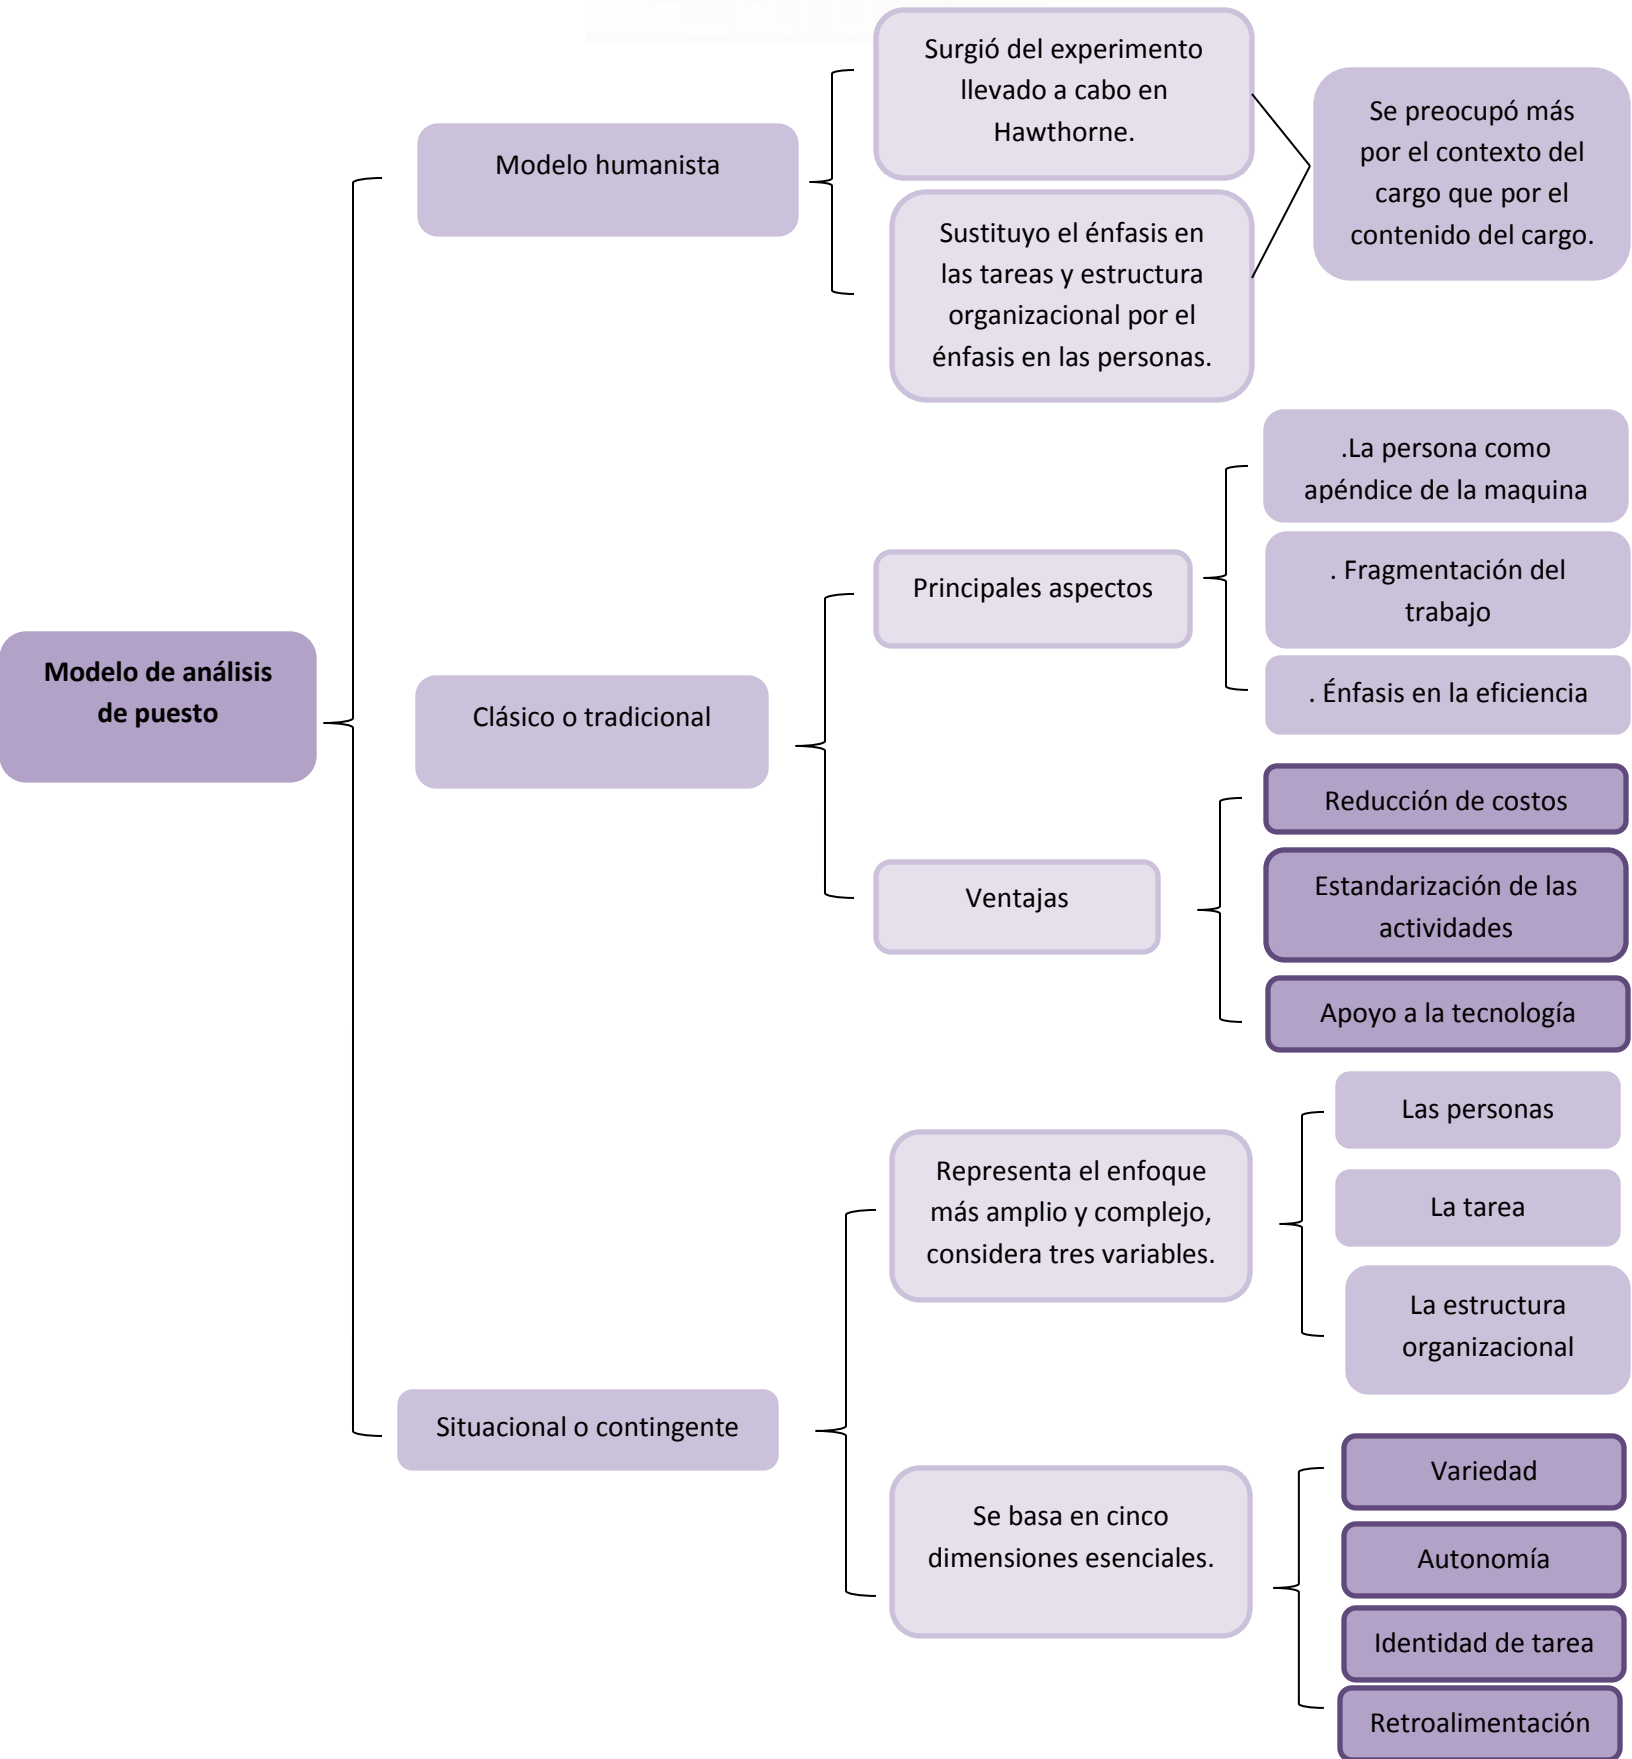 Modelo de análisis
de puesto
Modelo humanista
Surgió del experimento
llevado a cabo en
Hawthorne.
Sustituyo el énfasis en
las tareas y estructura
organizacional por el
énfasis en las personas.
Se preocupó más
por el contexto del
cargo que por el
contenido del cargo.
Clásico o tradicional
Principales aspectos
.La persona como
apéndice de la maquina
. Fragmentación del
trabajo
. Énfasis en la eficiencia
Ventajas
Reducción de costos
Estandarización de las
actividades
Apoyo a la tecnología
Situacional o contingente
Representa el enfoque
más amplio y complejo,
considera tres variables.
Las personas
La tarea
La estructura
organizacional
Se basa en cinco
dimensiones esenciales.
Variedad
Autonomía
Identidad de tarea
Retroalimentación